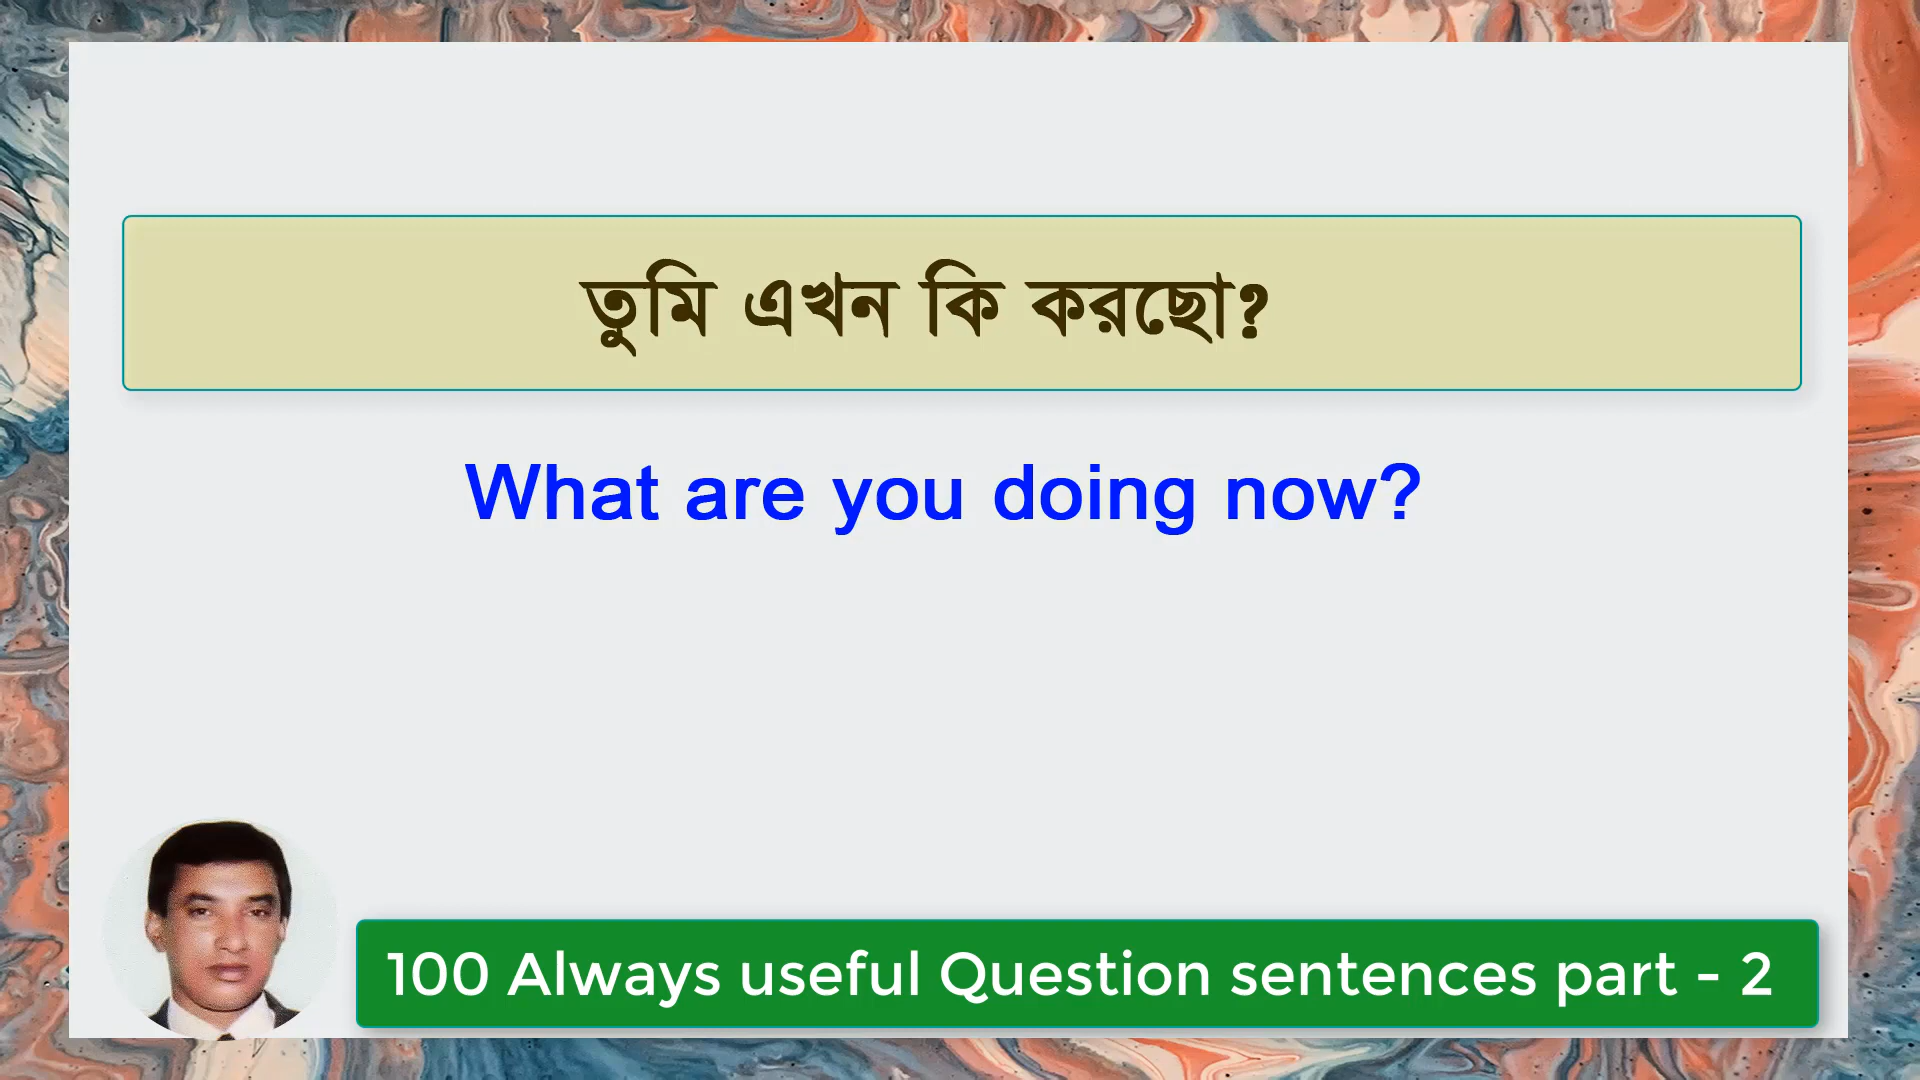 তুমি এখন কি করছো?
What are you doing now?
100 Always useful Question sentences part - 2